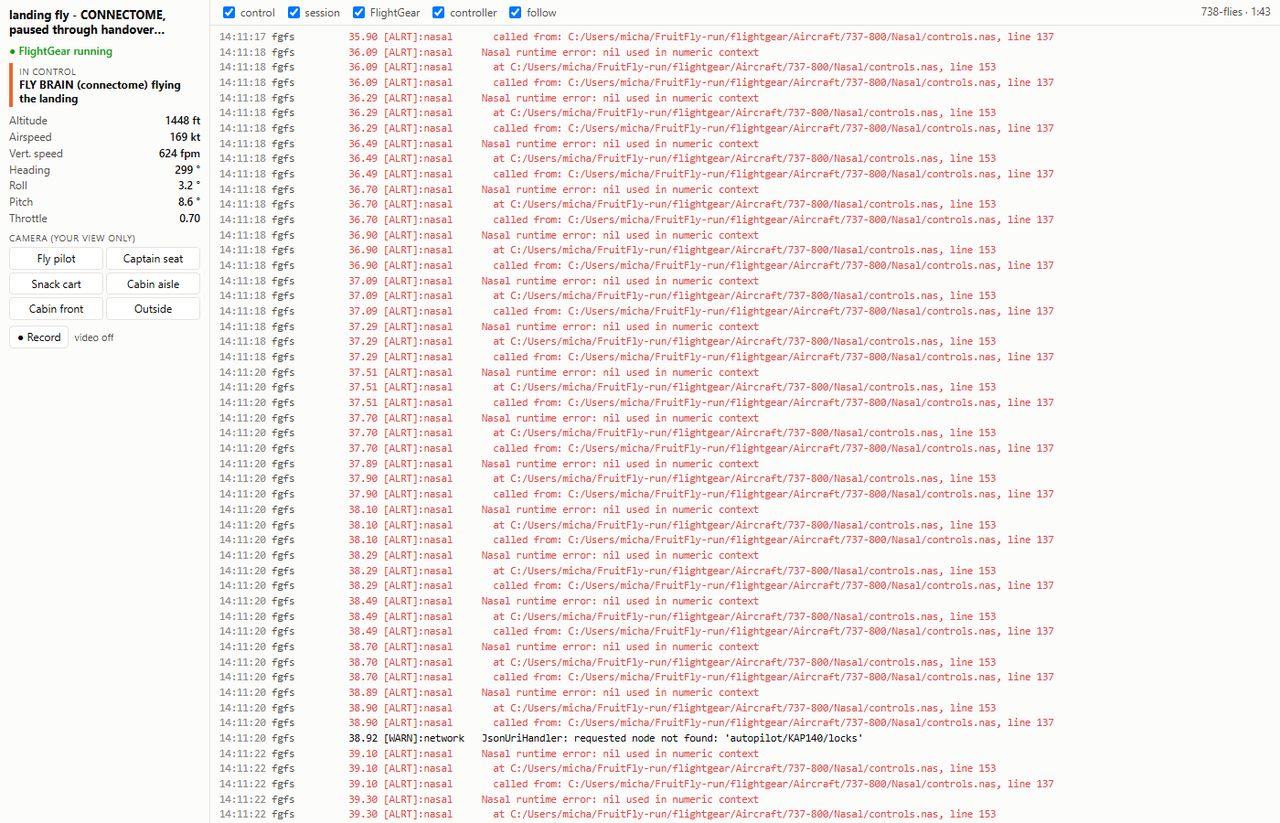 landing fly - CONNECTOME,
paused through handover...
● FlightGear running
IN CONTROL
FLY BRAIN (connectome) flying
the landing
Altitude 1448 ft
Airspeed 169 kt
Vert. speed 624 fpm
Heading 299 °
Roll 3.2 °
Pitch 8.6 °
Throttle 0.70
CAMERA (YOUR VIEW ONLY)
Fly pilot Captain seat
Snack cart Cabin aisle
Cabin front Outside
● Record video off
control session FlightGear controller follow 738-flies · 1:43
14:11:17 fgfs 35.90 [ALRT]:nasal called from: C:/Users/micha/FruitFly-run/flightgear/Aircraft/737-800/Nasal/controls.nas, line 137
14:11:18 fgfs 36.09 [ALRT]:nasal Nasal runtime error: nil used in numeric context
14:11:18 fgfs 36.09 [ALRT]:nasal at C:/Users/micha/FruitFly-run/flightgear/Aircraft/737-800/Nasal/controls.nas, line 153
14:11:18 fgfs 36.09 [ALRT]:nasal called from: C:/Users/micha/FruitFly-run/flightgear/Aircraft/737-800/Nasal/controls.nas, line 137
14:11:18 fgfs 36.29 [ALRT]:nasal Nasal runtime error: nil used in numeric context
14:11:18 fgfs 36.29 [ALRT]:nasal at C:/Users/micha/FruitFly-run/flightgear/Aircraft/737-800/Nasal/controls.nas, line 153
14:11:18 fgfs 36.29 [ALRT]:nasal called from: C:/Users/micha/FruitFly-run/flightgear/Aircraft/737-800/Nasal/controls.nas, line 137
14:11:18 fgfs 36.49 [ALRT]:nasal Nasal runtime error: nil used in numeric context
14:11:18 fgfs 36.49 [ALRT]:nasal at C:/Users/micha/FruitFly-run/flightgear/Aircraft/737-800/Nasal/controls.nas, line 153
14:11:18 fgfs 36.49 [ALRT]:nasal called from: C:/Users/micha/FruitFly-run/flightgear/Aircraft/737-800/Nasal/controls.nas, line 137
14:11:18 fgfs 36.70 [ALRT]:nasal Nasal runtime error: nil used in numeric context
14:11:18 fgfs 36.70 [ALRT]:nasal at C:/Users/micha/FruitFly-run/flightgear/Aircraft/737-800/Nasal/controls.nas, line 153
14:11:18 fgfs 36.70 [ALRT]:nasal called from: C:/Users/micha/FruitFly-run/flightgear/Aircraft/737-800/Nasal/controls.nas, line 137
14:11:18 fgfs 36.90 [ALRT]:nasal Nasal runtime error: nil used in numeric context
14:11:18 fgfs 36.90 [ALRT]:nasal at C:/Users/micha/FruitFly-run/flightgear/Aircraft/737-800/Nasal/controls.nas, line 153
14:11:18 fgfs 36.90 [ALRT]:nasal called from: C:/Users/micha/FruitFly-run/flightgear/Aircraft/737-800/Nasal/controls.nas, line 137
14:11:18 fgfs 37.09 [ALRT]:nasal Nasal runtime error: nil used in numeric context
14:11:18 fgfs 37.09 [ALRT]:nasal at C:/Users/micha/FruitFly-run/flightgear/Aircraft/737-800/Nasal/controls.nas, line 153
14:11:18 fgfs 37.09 [ALRT]:nasal called from: C:/Users/micha/FruitFly-run/flightgear/Aircraft/737-800/Nasal/controls.nas, line 137
14:11:18 fgfs 37.29 [ALRT]:nasal Nasal runtime error: nil used in numeric context
14:11:18 fgfs 37.29 [ALRT]:nasal at C:/Users/micha/FruitFly-run/flightgear/Aircraft/737-800/Nasal/controls.nas, line 153
14:11:18 fgfs 37.29 [ALRT]:nasal called from: C:/Users/micha/FruitFly-run/flightgear/Aircraft/737-800/Nasal/controls.nas, line 137
14:11:20 fgfs 37.51 [ALRT]:nasal Nasal runtime error: nil used in numeric context
14:11:20 fgfs 37.51 [ALRT]:nasal at C:/Users/micha/FruitFly-run/flightgear/Aircraft/737-800/Nasal/controls.nas, line 153
14:11:20 fgfs 37.51 [ALRT]:nasal called from: C:/Users/micha/FruitFly-run/flightgear/Aircraft/737-800/Nasal/controls.nas, line 137
14:11:20 fgfs 37.70 [ALRT]:nasal Nasal runtime error: nil used in numeric context
14:11:20 fgfs 37.70 [ALRT]:nasal at C:/Users/micha/FruitFly-run/flightgear/Aircraft/737-800/Nasal/controls.nas, line 153
14:11:20 fgfs 37.70 [ALRT]:nasal called from: C:/Users/micha/FruitFly-run/flightgear/Aircraft/737-800/Nasal/controls.nas, line 137
14:11:20 fgfs 37.89 [ALRT]:nasal Nasal runtime error: nil used in numeric context
14:11:20 fgfs 37.90 [ALRT]:nasal at C:/Users/micha/FruitFly-run/flightgear/Aircraft/737-800/Nasal/controls.nas, line 153
14:11:20 fgfs 37.90 [ALRT]:nasal called from: C:/Users/micha/FruitFly-run/flightgear/Aircraft/737-800/Nasal/controls.nas, line 137
14:11:20 fgfs 38.10 [ALRT]:nasal Nasal runtime error: nil used in numeric context
14:11:20 fgfs 38.10 [ALRT]:nasal at C:/Users/micha/FruitFly-run/flightgear/Aircraft/737-800/Nasal/controls.nas, line 153
14:11:20 fgfs 38.10 [ALRT]:nasal called from: C:/Users/micha/FruitFly-run/flightgear/Aircraft/737-800/Nasal/controls.nas, line 137
14:11:20 fgfs 38.29 [ALRT]:nasal Nasal runtime error: nil used in numeric context
14:11:20 fgfs 38.29 [ALRT]:nasal at C:/Users/micha/FruitFly-run/flightgear/Aircraft/737-800/Nasal/controls.nas, line 153
14:11:20 fgfs 38.29 [ALRT]:nasal called from: C:/Users/micha/FruitFly-run/flightgear/Aircraft/737-800/Nasal/controls.nas, line 137
14:11:20 fgfs 38.49 [ALRT]:nasal Nasal runtime error: nil used in numeric context
14:11:20 fgfs 38.49 [ALRT]:nasal at C:/Users/micha/FruitFly-run/flightgear/Aircraft/737-800/Nasal/controls.nas, line 153
14:11:20 fgfs 38.49 [ALRT]:nasal called from: C:/Users/micha/FruitFly-run/flightgear/Aircraft/737-800/Nasal/controls.nas, line 137
14:11:20 fgfs 38.70 [ALRT]:nasal Nasal runtime error: nil used in numeric context
14:11:20 fgfs 38.70 [ALRT]:nasal at C:/Users/micha/FruitFly-run/flightgear/Aircraft/737-800/Nasal/controls.nas, line 153
14:11:20 fgfs 38.70 [ALRT]:nasal called from: C:/Users/micha/FruitFly-run/flightgear/Aircraft/737-800/Nasal/controls.nas, line 137
14:11:20 fgfs 38.89 [ALRT]:nasal Nasal runtime error: nil used in numeric context
14:11:20 fgfs 38.90 [ALRT]:nasal at C:/Users/micha/FruitFly-run/flightgear/Aircraft/737-800/Nasal/controls.nas, line 153
14:11:20 fgfs 38.90 [ALRT]:nasal called from: C:/Users/micha/FruitFly-run/flightgear/Aircraft/737-800/Nasal/controls.nas, line 137
14:11:20 fgfs 38.92 [WARN]:network JsonUriHandler: requested node not found: 'autopilot/KAP140/locks'
14:11:22 fgfs 39.10 [ALRT]:nasal Nasal runtime error: nil used in numeric context
14:11:22 fgfs 39.10 [ALRT]:nasal at C:/Users/micha/FruitFly-run/flightgear/Aircraft/737-800/Nasal/controls.nas, line 153
14:11:22 fgfs 39.10 [ALRT]:nasal called from: C:/Users/micha/FruitFly-run/flightgear/Aircraft/737-800/Nasal/controls.nas, line 137
14:11:22 fgfs 39.30 [ALRT]:nasal Nasal runtime error: nil used in numeric context
14:11:22 fgfs 39.30 [ALRT]:nasal at C:/Users/micha/FruitFly-run/flightgear/Aircraft/737-800/Nasal/controls.nas, line 153